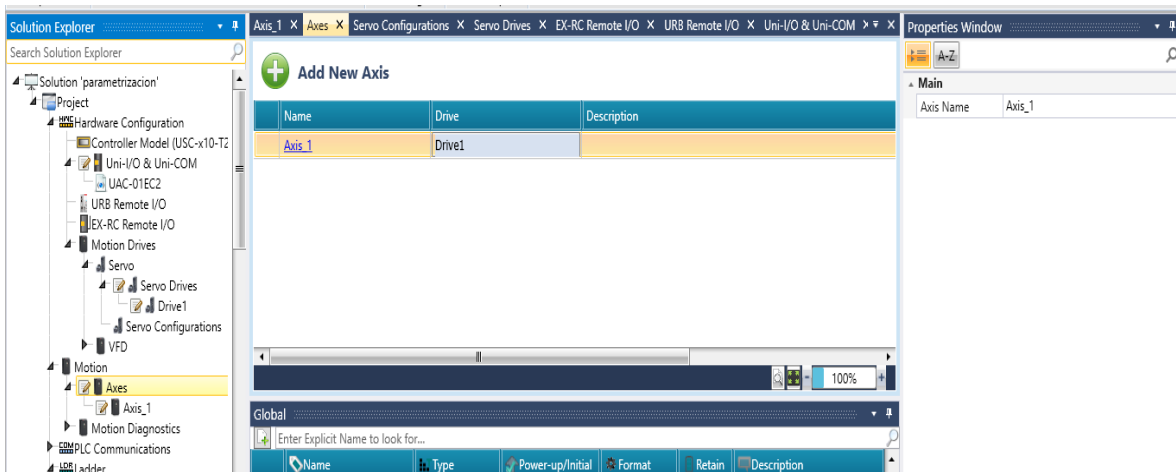 Solution Explorer
Search Solution Explorer
Solution 'parametrizacion'
Project
Hardware Configuration
Controller Model (USC-x10-T2
Uni-I/O & Uni-COM
UAC-01EC2
URB Remote I/O
EX-RC Remote I/O
Motion Drives
Servo
Servo Drives
Drive1
Servo Configurations
VFD
Motion
Axes
Axis_1
Motion Diagnostics
PLC Communications
Ladder
Axis_1 Axes Servo Configurations Servo Drives EX-RC Remote I/O URB Remote I/O Uni-I/O & Uni-COM
Add New Axis
Name Drive Description
Axis_1 Drive1
100%
Global
Enter Explicit Name to look for...
Name Type Power-up/Initial Format Retain Description
Properties Window
A-Z
Main
Axis Name Axis_1